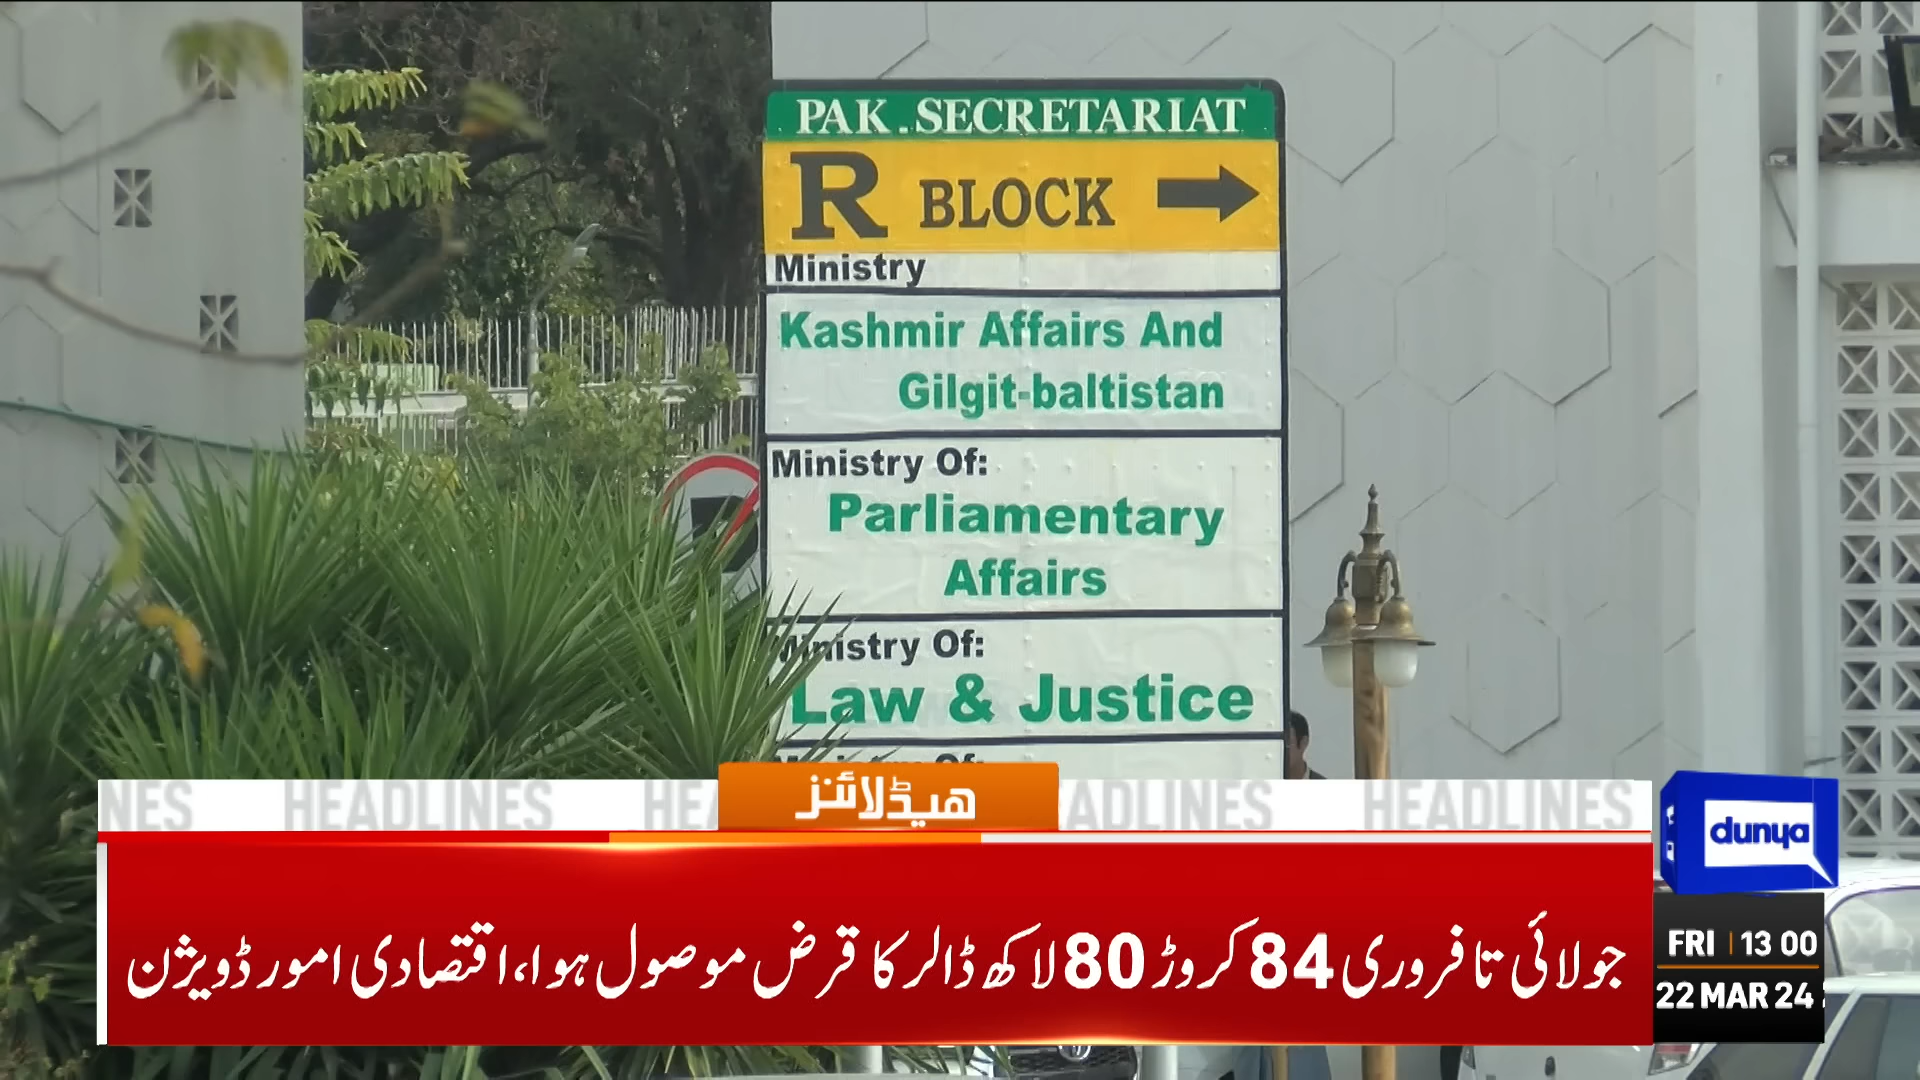 PAK. SECRETARIAT
R BLOCK
Ministry
Kashmir Affairs And
Gilgit-baltistan
Ministry Of:
Parliamentary
Affairs
Ministry Of:
Law & Justice
Ministry Of:
HEADLINES HEADLINES
ہیڈلائنز
dunya
جولائی تا فروری 84 کروڑ 80 لاکھ ڈالر کا قرض موصول ہوا، اقتصادی امور ڈویژن
FRI 13 00
22 MAR 24